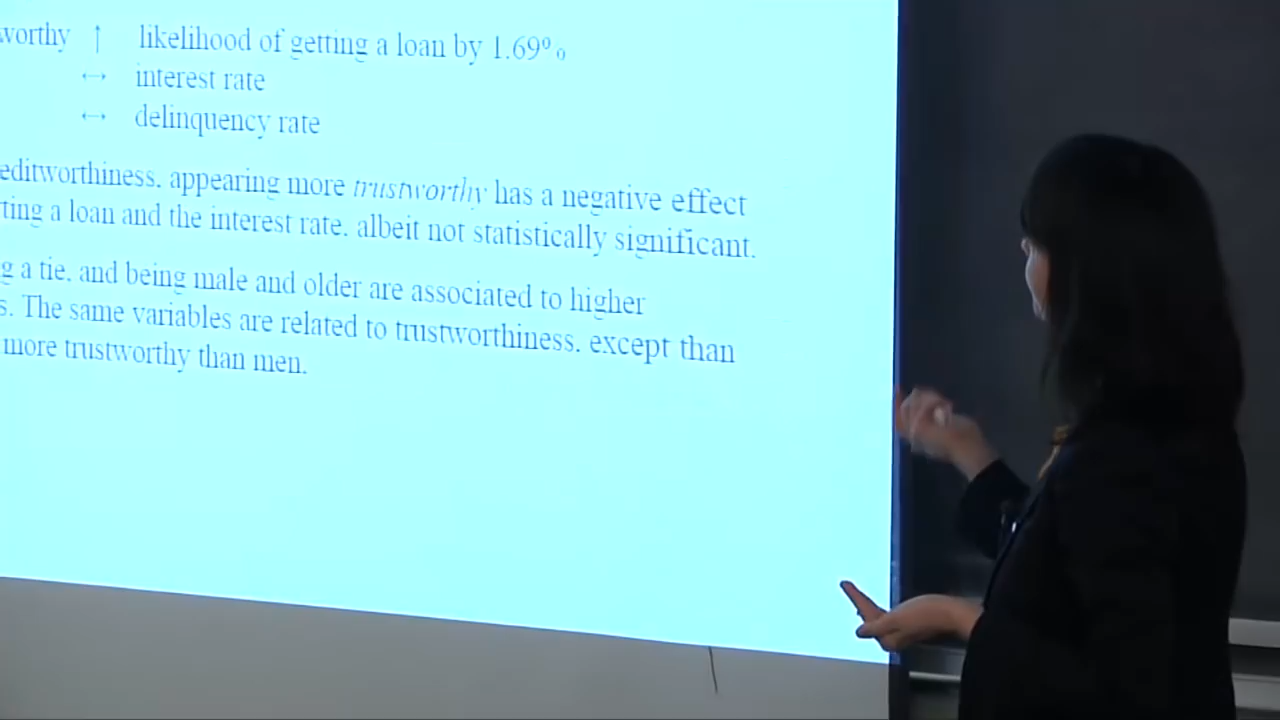 worthy ↑ likelihood of getting a loan by 1.69%
↔ interest rate
↔ delinquency rate
editworthiness, appearing more trustworthy has a negative effect
ting a loan and the interest rate, albeit not statistically significant.
g a tie, and being male and older are associated to higher
s. The same variables are related to trustworthiness, except than
more trustworthy than men.